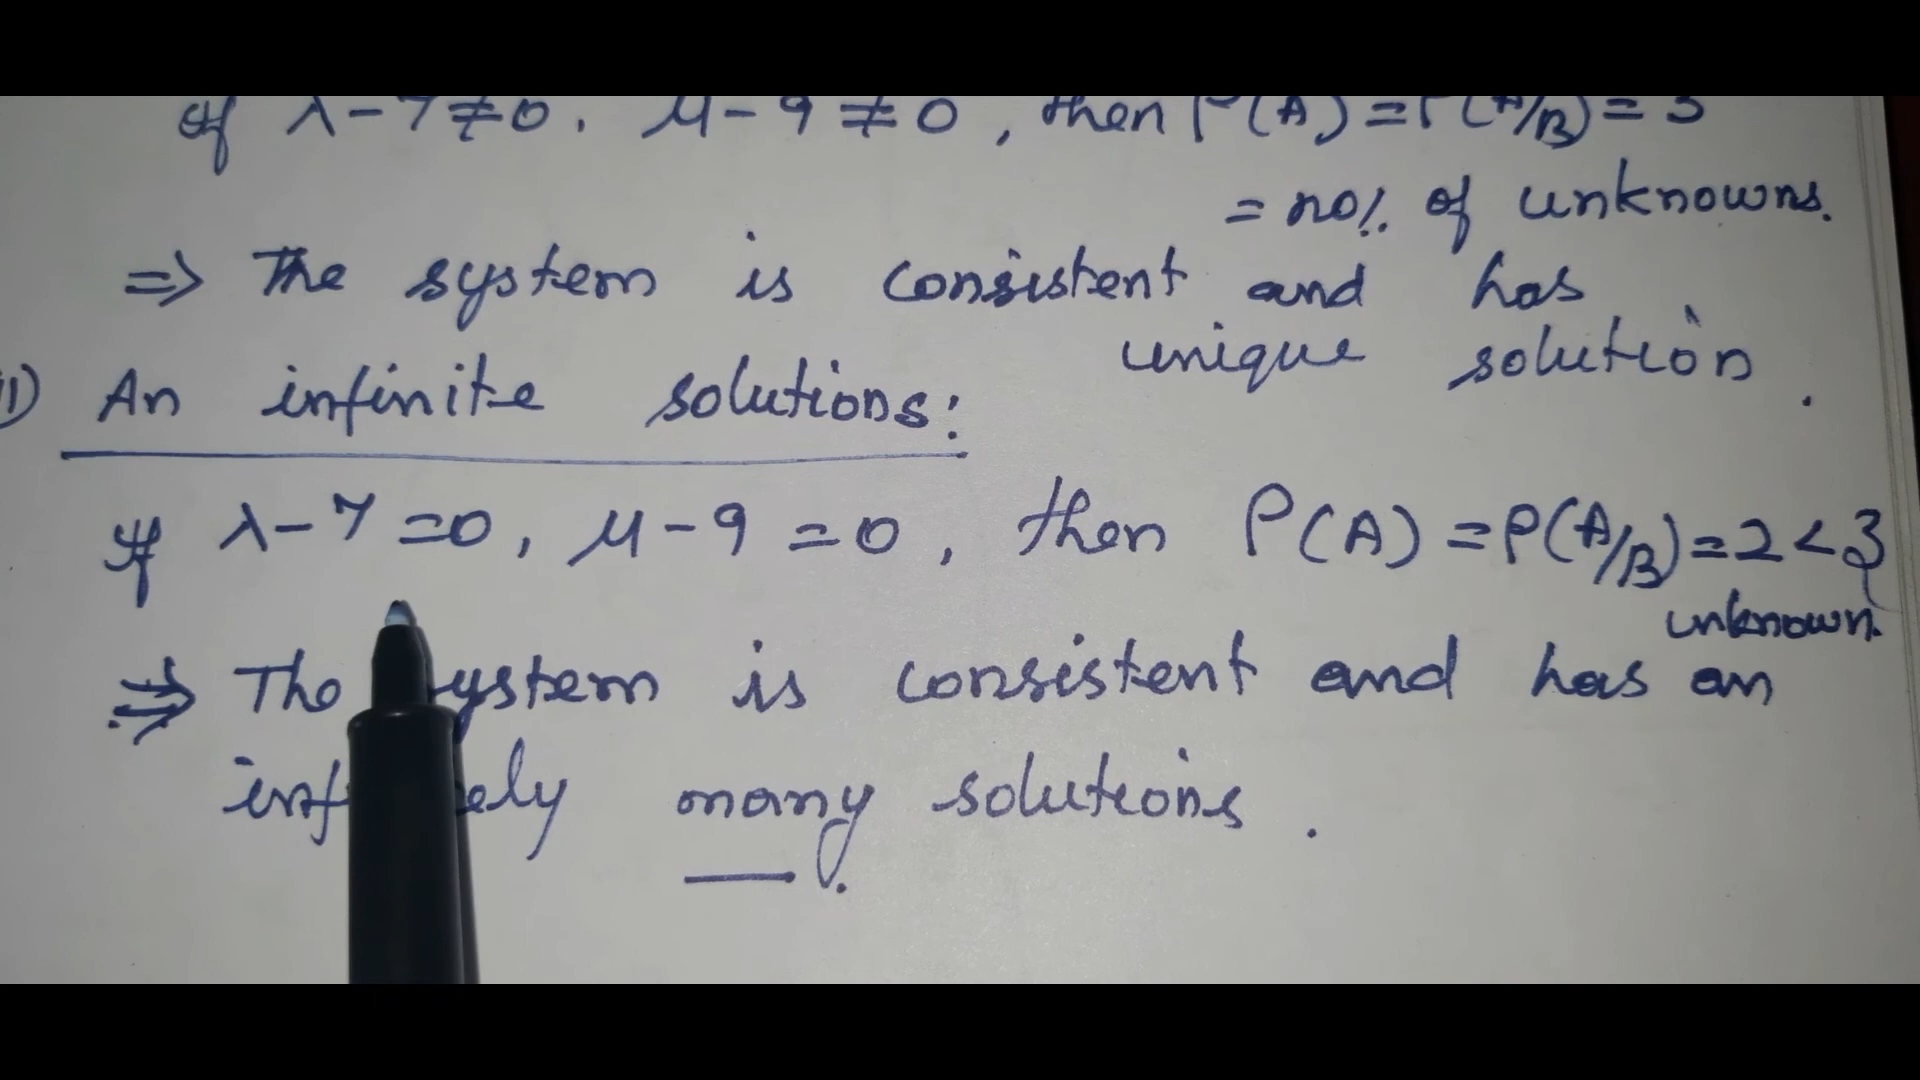 If λ-7≠0, μ-9≠0, then ρ(A)=ρ(A/B)=3
= no/. of unknowns.
⇒ The system is consistent and has
unique solution.
ii) An infinite solutions:
If λ-7=0, μ-9=0, then ρ(A)=ρ(A/B)=2<3
unknown.
⇒ The system is consistent and has an
many solutions.